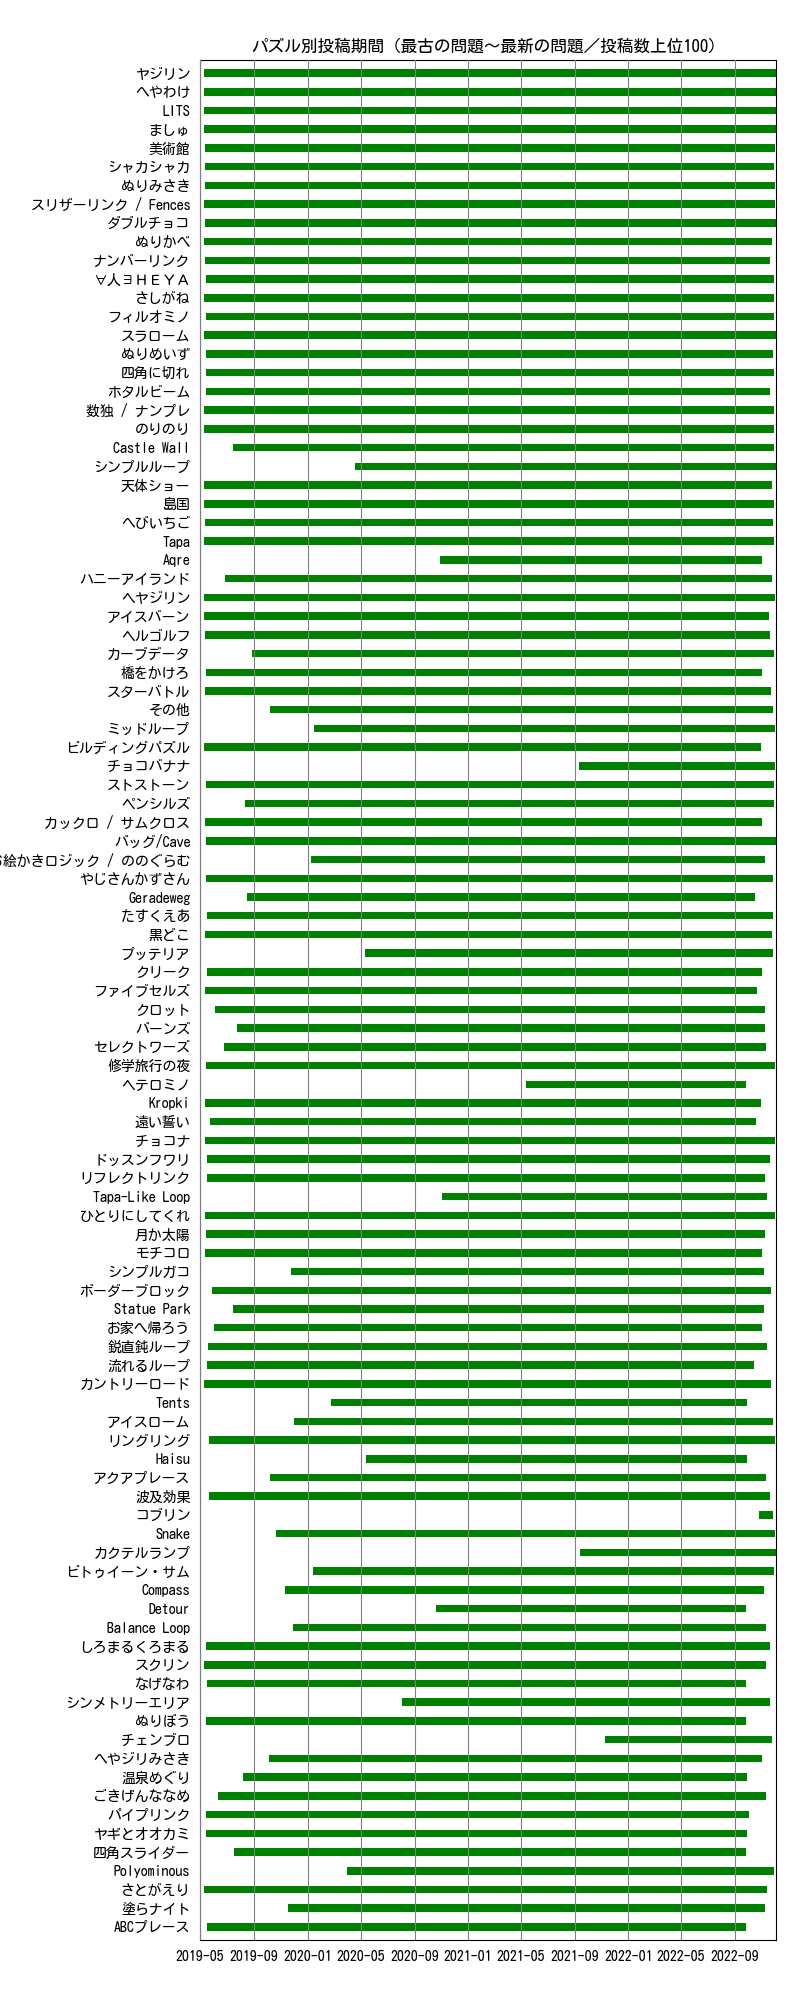 パズル別投稿期間（最古の問題～最新の問題／投稿数上位100）
ヤジリン
へやわけ
LITS
ましゅ
美術館
シャカシャカ
ぬりみさき
スリザーリンク / Fences
ダブルチョコ
ぬりかべ
ナンバーリンク
∀人∃ＨＥＹＡ
さしがね
フィルオミノ
スラローム
ぬりめいず
四角に切れ
ホタルビーム
数独 / ナンプレ
のりのり
Castle Wall
シンプルループ
天体ショー
島国
へびいちご
Tapa
Aqre
ハニーアイランド
ヘヤジリン
アイスバーン
ヘルゴルフ
カーブデータ
橋をかけろ
スターバトル
その他
ミッドループ
ビルディングパズル
チョコバナナ
ストストーン
ペンシルズ
カックロ / サムクロス
バッグ/Cave
絵かきロジック / ののぐらむ
やじさんかずさん
Geradeweg
たすくえあ
黒どこ
プッテリア
クリーク
ファイブセルズ
クロット
バーンズ
セレクトワーズ
修学旅行の夜
ヘテロミノ
Kropki
遠い誓い
チョコナ
ドッスンフワリ
リフレクトリンク
Tapa-Like Loop
ひとりにしてくれ
月か太陽
モチコロ
シンプルガコ
ボーダーブロック
Statue Park
お家へ帰ろう
鋭直鈍ループ
流れるループ
カントリーロード
Tents
アイスローム
リングリング
Haisu
アクアプレース
波及効果
コブリン
Snake
カクテルランプ
ビトゥイーン・サム
Compass
Detour
Balance Loop
しろまるくろまる
スクリン
なげなわ
シンメトリーエリア
ぬりぼう
チェンブロ
へやジリみさき
温泉めぐり
ごきげんななめ
パイプリンク
ヤギとオオカミ
四角スライダー
Polyominous
さとがえり
塗らナイト
ABCプレース
2019-05 2019-09 2020-01 2020-05 2020-09 2021-01 2021-05 2021-09 2022-01 2022-05 2022-09